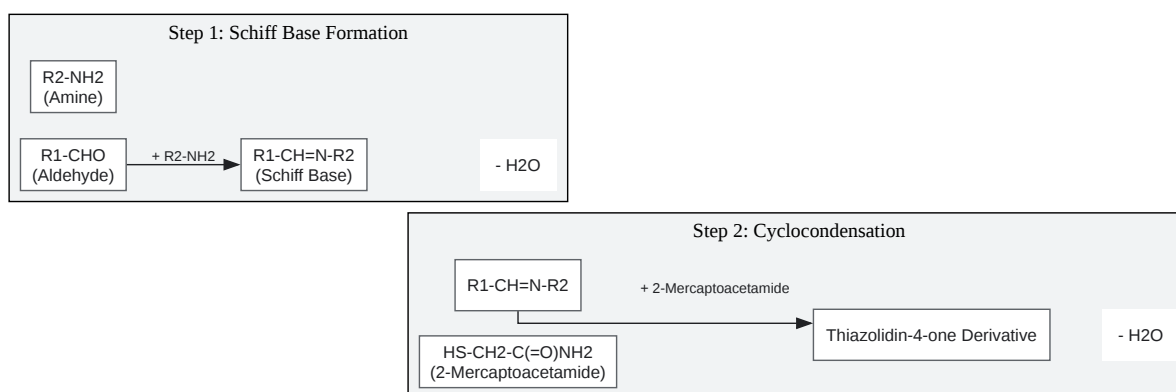 Step 1: Schiff Base Formation
R2-NH2
(Amine)
R1-CHO
(Aldehyde)
+ R2-NH2
R1-CH=N-R2
(Schiff Base)
- H2O
Step 2: Cyclocondensation
R1-CH=N-R2
+ 2-Mercaptoacetamide
Thiazolidin-4-one Derivative
- H2O
HS-CH2-C(=O)NH2
(2-Mercaptoacetamide)